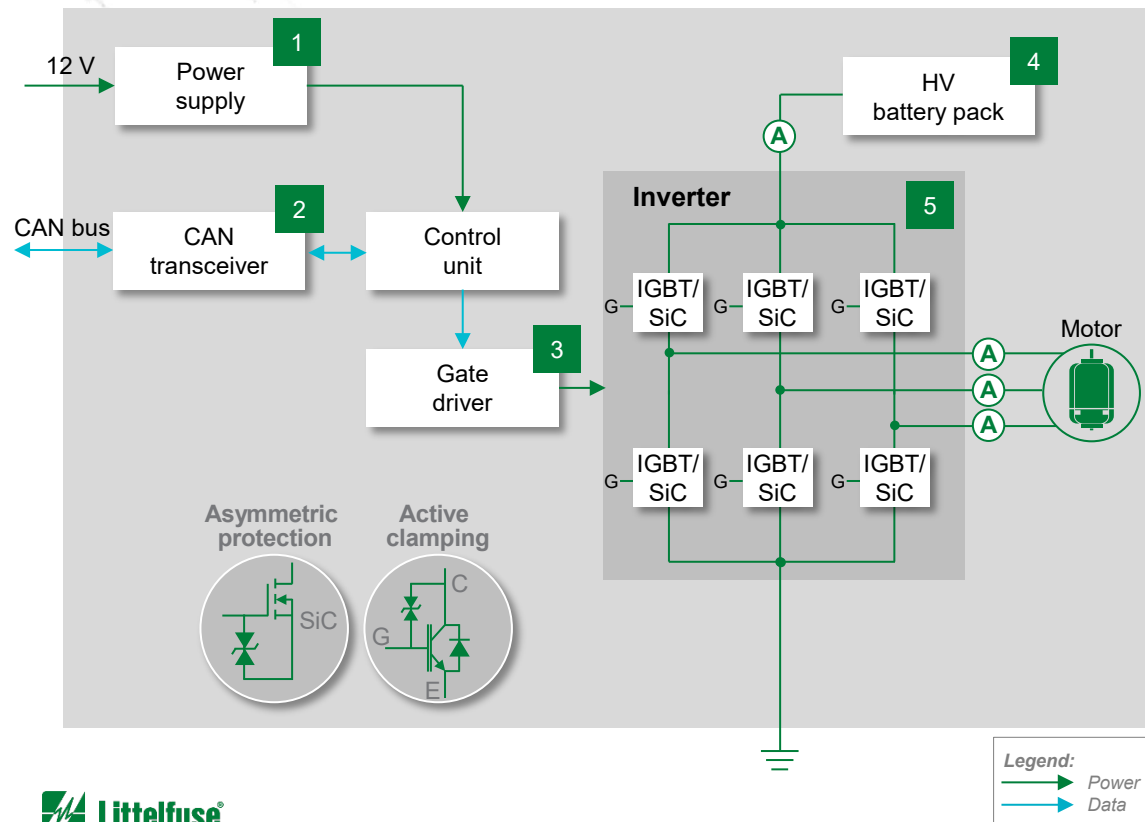 1
12 V
Power
supply
4
HV
battery pack
A
2
CAN bus
CAN
transceiver
Control
unit
Inverter
5
IGBT/
SiC
G
IGBT/
SiC
G
IGBT/
SiC
G
3
Gate
driver
Motor
A
A
A
IGBT/
SiC
G
IGBT/
SiC
G
IGBT/
SiC
G
Asymmetric
protection
SiC
Active
clamping
C
G
E
Legend:
Power
Data
Littelfuse®